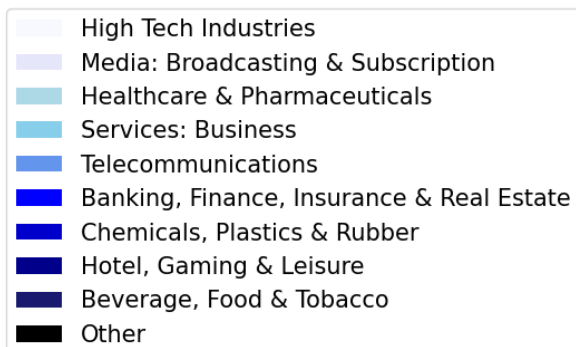 High Tech Industries
Media: Broadcasting & Subscription
Healthcare & Pharmaceuticals
Services: Business
Telecommunications
Banking, Finance, Insurance & Real Estate
Chemicals, Plastics & Rubber
Hotel, Gaming & Leisure
Beverage, Food & Tobacco
Other